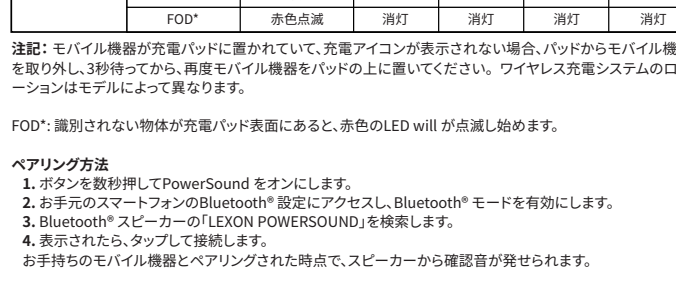 FOD* 赤色点滅 消灯 消灯 消灯 消灯
注記: モバイル機器が充電パッドに置かれていて、充電アイコンが表示されない場合、パッドからモバイル機
を取り外し、3秒待ってから、再度モバイル機器をパッドの上に置いてください。 ワイヤレス充電システムのロ
ーションはモデルによって異なります。
FOD*: 識別されない物体が充電パッド表面にあると、赤色のLED will が点滅し始めます。
ペアリング方法
1. ボタンを数秒押してPowerSound をオンにします。
2. お手元のスマートフォンのBluetooth® 設定にアクセスし、Bluetooth® モードを有効にします。
3. Bluetooth® スピーカーの「LEXON POWERSOUND」を検索します。
4. 表示されたら、タップして接続します。
お手持ちのモバイル機器とペアリングされた時点で、スピーカーから確認音が発せられます。